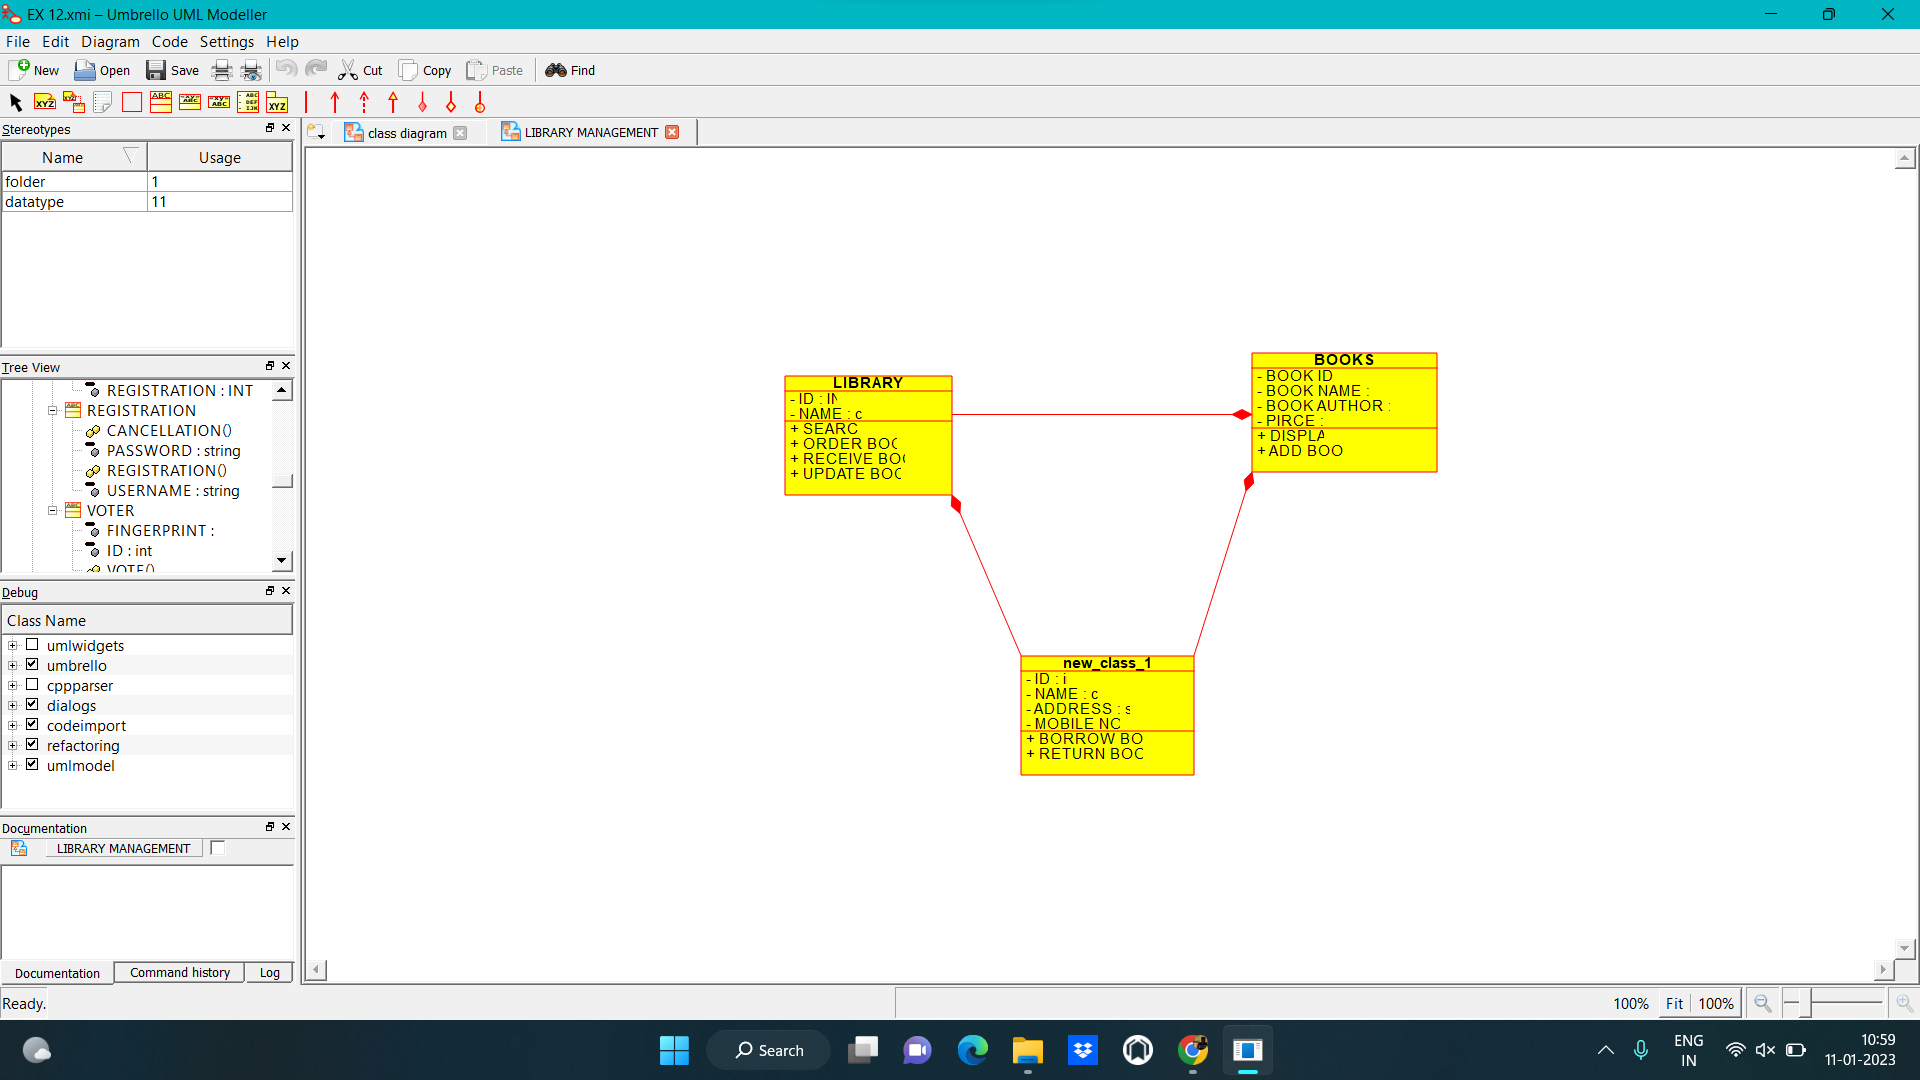 EX 12.xmi – Umbrello UML Modeller
File Edit Diagram Code Settings Help
New Open Save Cut Copy Paste Find
Stereotypes
Name Usage
folder 1
datatype 11
Tree View
REGISTRATION : INT
REGISTRATION
CANCELLATION()
PASSWORD : string
REGISTRATION()
USERNAME : string
VOTER
FINGERPRINT :
ID : int
VOTE()
Debug
Class Name
umlwidgets
umbrello
cppparser
dialogs
codeimport
refactoring
umlmodel
Documentation
LIBRARY MANAGEMENT
Documentation Command history Log
Ready.
class diagram LIBRARY MANAGEMENT
LIBRARY
- ID : IN
- NAME : c
+ SEARC
+ ORDER BOO
+ RECEIVE BOO
+ UPDATE BOO
BOOKS
- BOOK ID
- BOOK NAME :
- BOOK AUTHOR :
- PIRCE :
+ DISPLA
+ ADD BOO
new_class_1
- ID : i
- NAME : c
- ADDRESS : s
- MOBILE NO
+ BORROW BO
+ RETURN BOO
100% Fit 100%
Search
ENG
IN
10:59
11-01-2023